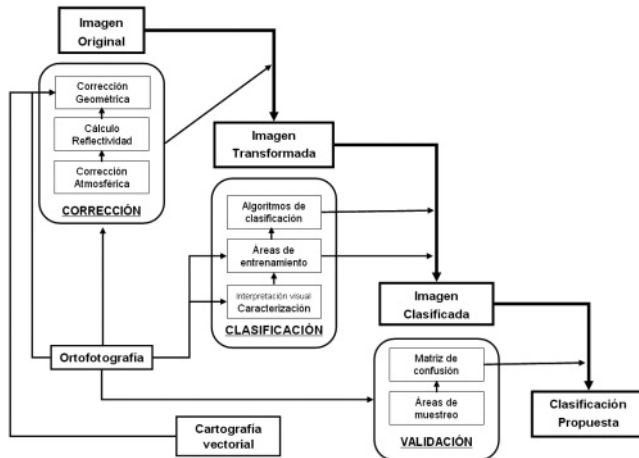 Imagen
Original
Corrección
Geométrica
Cálculo
Reflectividad
Corrección
Atmosférica
CORRECCIÓN
Imagen
Transformada
Algoritmos de
clasificación
Áreas de
entrenamiento
Interpretación visual
Caracterización
CLASIFICACIÓN
Imagen
Clasificada
Ortofotografía
Matriz de
confusión
Áreas de
muestreo
VALIDACIÓN
Clasificación
Propuesta
Cartografía
vectorial